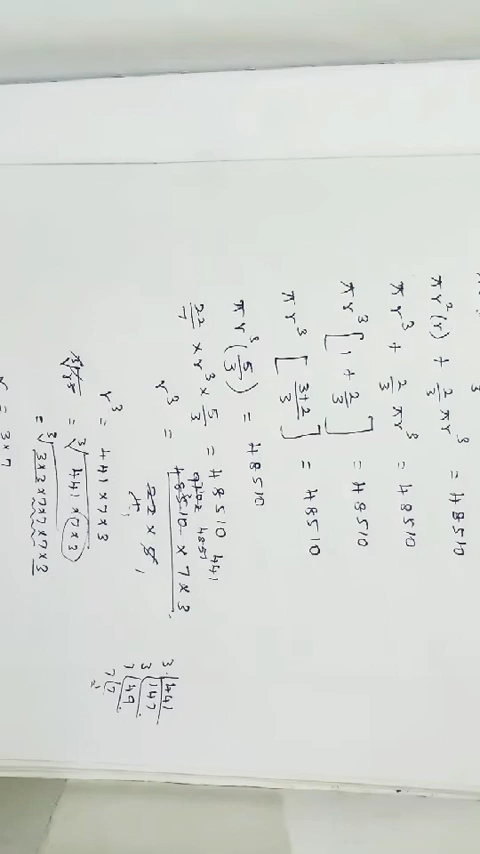 πr²(r) + 2/3 πr³ = 48510
πr³ + 2/3 πr³ = 48510
πr³ [1 + 2/3] = 48510
πr³ [3+2/3] = 48510
πr³ (5/3) = 48510
22/7 × r³ × 5/3 = 48510
441
9702 4851
r³ = 48510 × 7 × 3 / 22 × 5
r³ = 441 × 7 × 3
= ∛441 × 7 × 3
= ∛3×3×7×7×7×3
r = 3 × 7
3 | 441
3 | 147
7 | 49
7 | 7